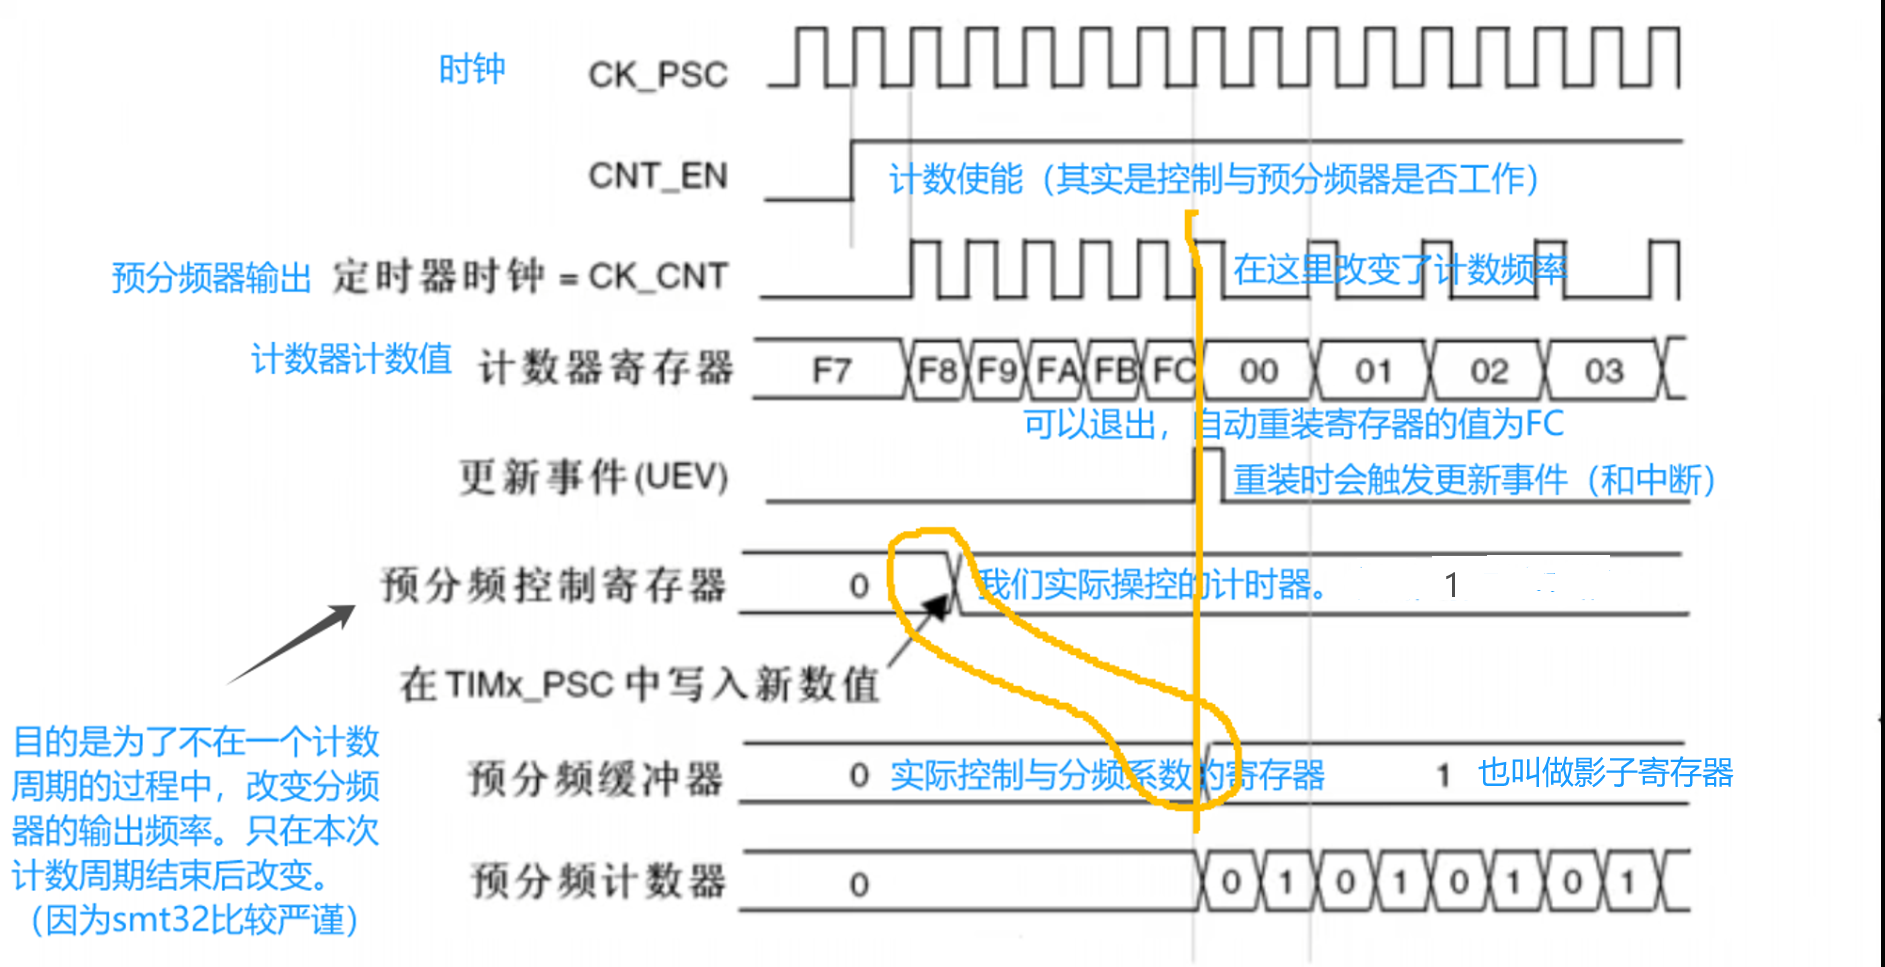 时钟 CK_PSC
CNT_EN 计数使能（其实是控制与预分频器是否工作）
预分频器输出 定时器时钟 = CK_CNT 在这里改变了计数频率
计数器计数值 计数器寄存器 F7 F8 F9 FA FB FC 00 01 02 03
可以退出，自动重装寄存器的值为FC
更新事件(UEV) 重装时会触发更新事件（和中断）
预分频控制寄存器 0 我们实际操控的计时器。 1
在TIMx_PSC 中写入新数值
目的是为了不在一个计数
周期的过程中，改变分频
器的输出频率。只在本次
计数周期结束后改变。
（因为smt32比较严谨）
预分频缓冲器 0 实际控制与分频系数的寄存器 1 也叫做影子寄存器
预分频计数器 0 0 1 0 1 0 1 0 1